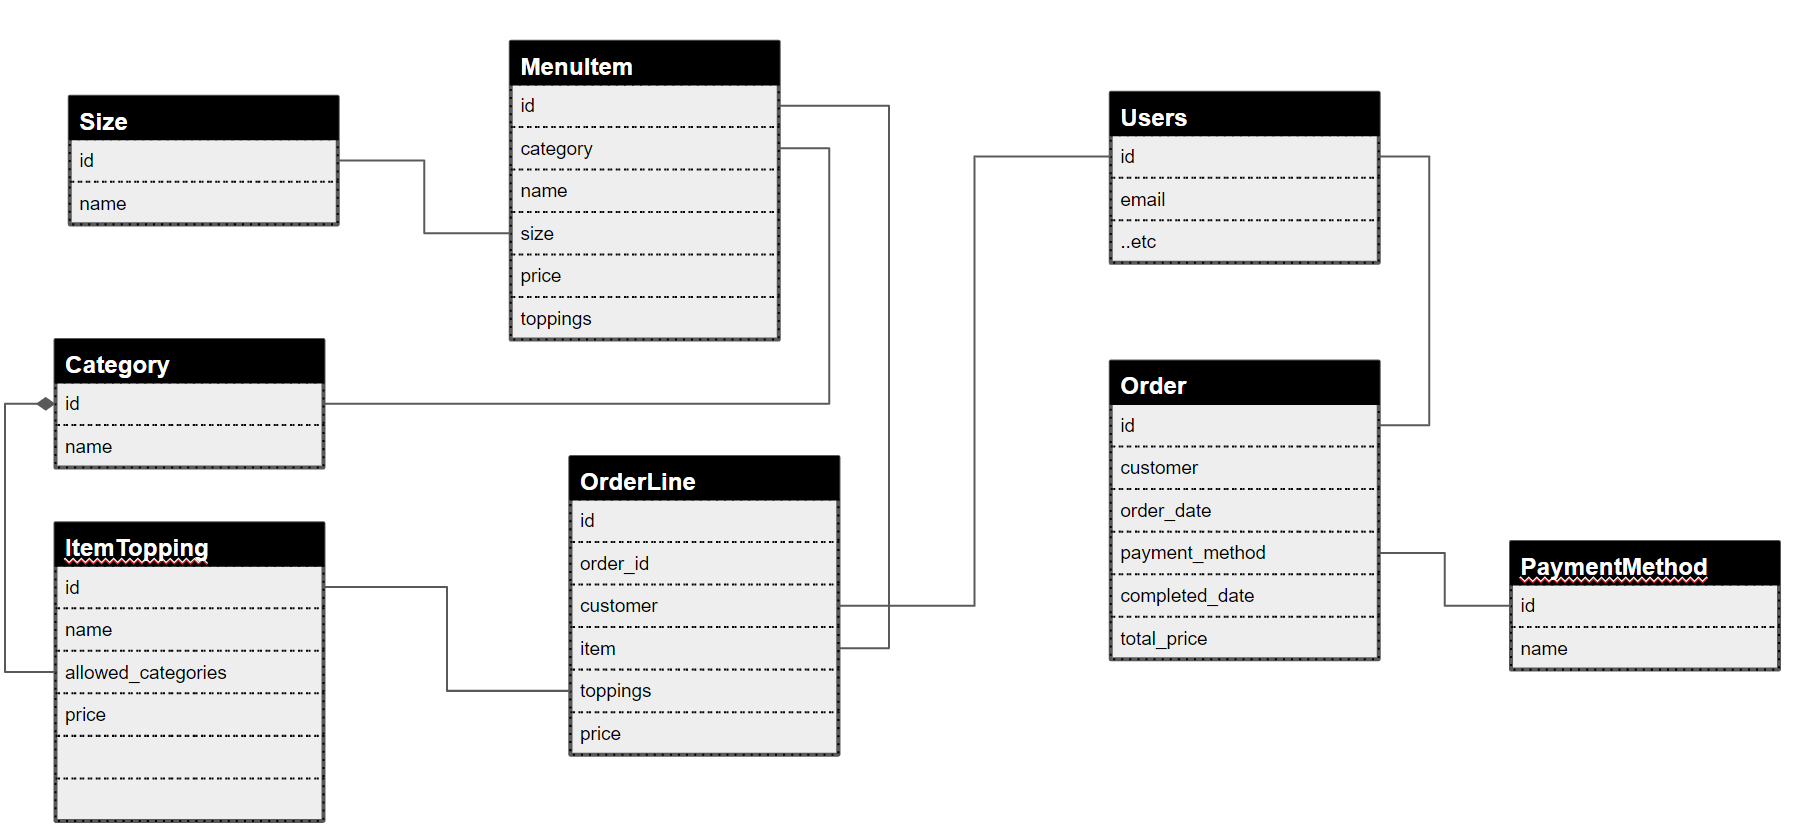 Size
id
name
MenuItem
id
category
name
size
price
toppings
Category
id
name
ItemTopping
id
name
allowed_categories
price
OrderLine
id
order_id
customer
item
toppings
price
Users
id
email
..etc
Order
id
customer
order_date
payment_method
completed_date
total_price
PaymentMethod
id
name